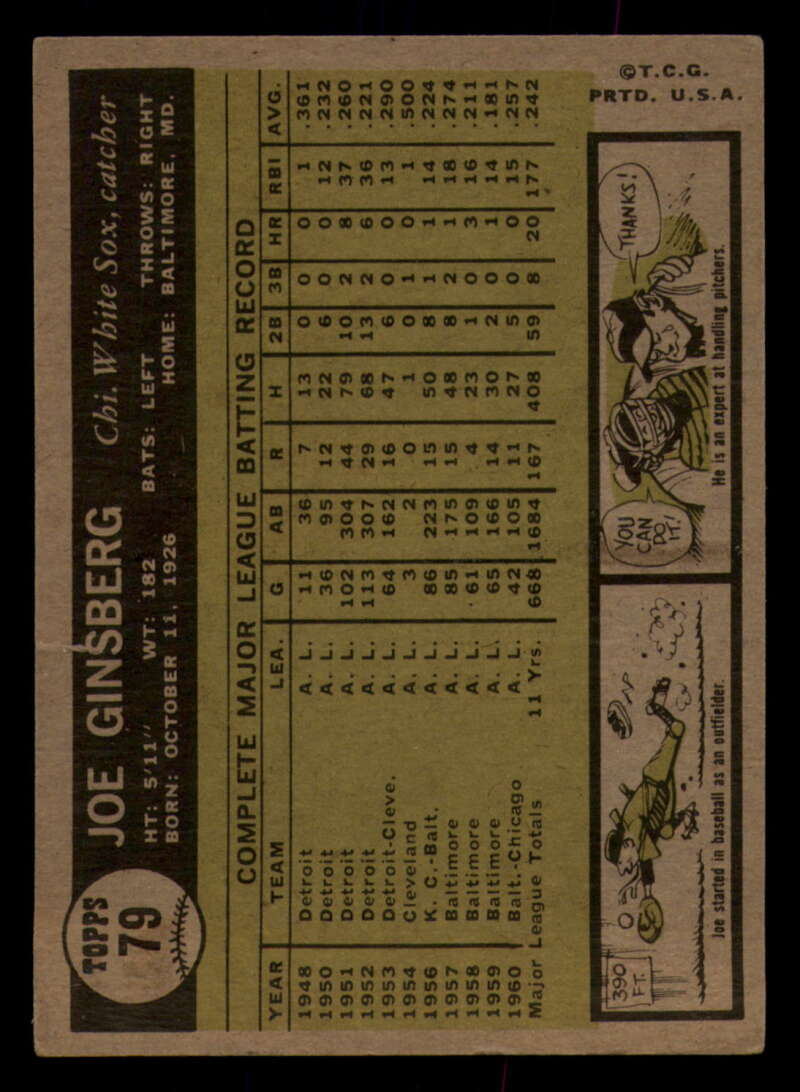 TOPPS
79
JOE GINSBERG / Chi. White Sox, catcher
HT: 5'11" WT: 182 BATS: LEFT THROWS: RIGHT
BORN: OCTOBER 11, 1926 HOME: BALTIMORE, MD.
COMPLETE MAJOR LEAGUE BATTING RECORD
YEAR TEAM LEA. G AB R H 2B 3B HR RBI AVG.
1948 Detroit A. L. 11 36 7 13 0 0 0 1 .361
1950 Detroit A. L. 36 95 12 22 6 0 0 12 .232
1951 Detroit A. L. 102 304 44 79 10 2 8 37 .260
1952 Detroit A. L. 113 307 29 68 13 2 6 36 .221
1953 Detroit-Cleve. A. L. 64 162 16 47 6 0 0 13 .290
1954 Cleveland A. L. 3 2 0 1 0 1 0 1 .500
1956 K. C.-Balt. A. L. 86 223 15 50 8 1 1 14 .224
1957 Baltimore A. L. 85 175 15 48 8 2 1 18 .274
1958 Baltimore A. L. 61 109 4 23 1 0 3 16 .211
1959 Baltimore A. L. 65 166 14 30 2 0 1 14 .181
1960 Balt.-Chicago A. L. 42 105 11 27 5 0 0 15 .257
Major League Totals 11 Yrs. 668 1684 167 408 59 8 20 177 .242
390
FT.
Joe started in baseball as an outfielder.
YOU
CAN
DO
IT!
THANKS!
He is an expert at handling pitchers.
©T.C.G.
PRTD. U.S.A.